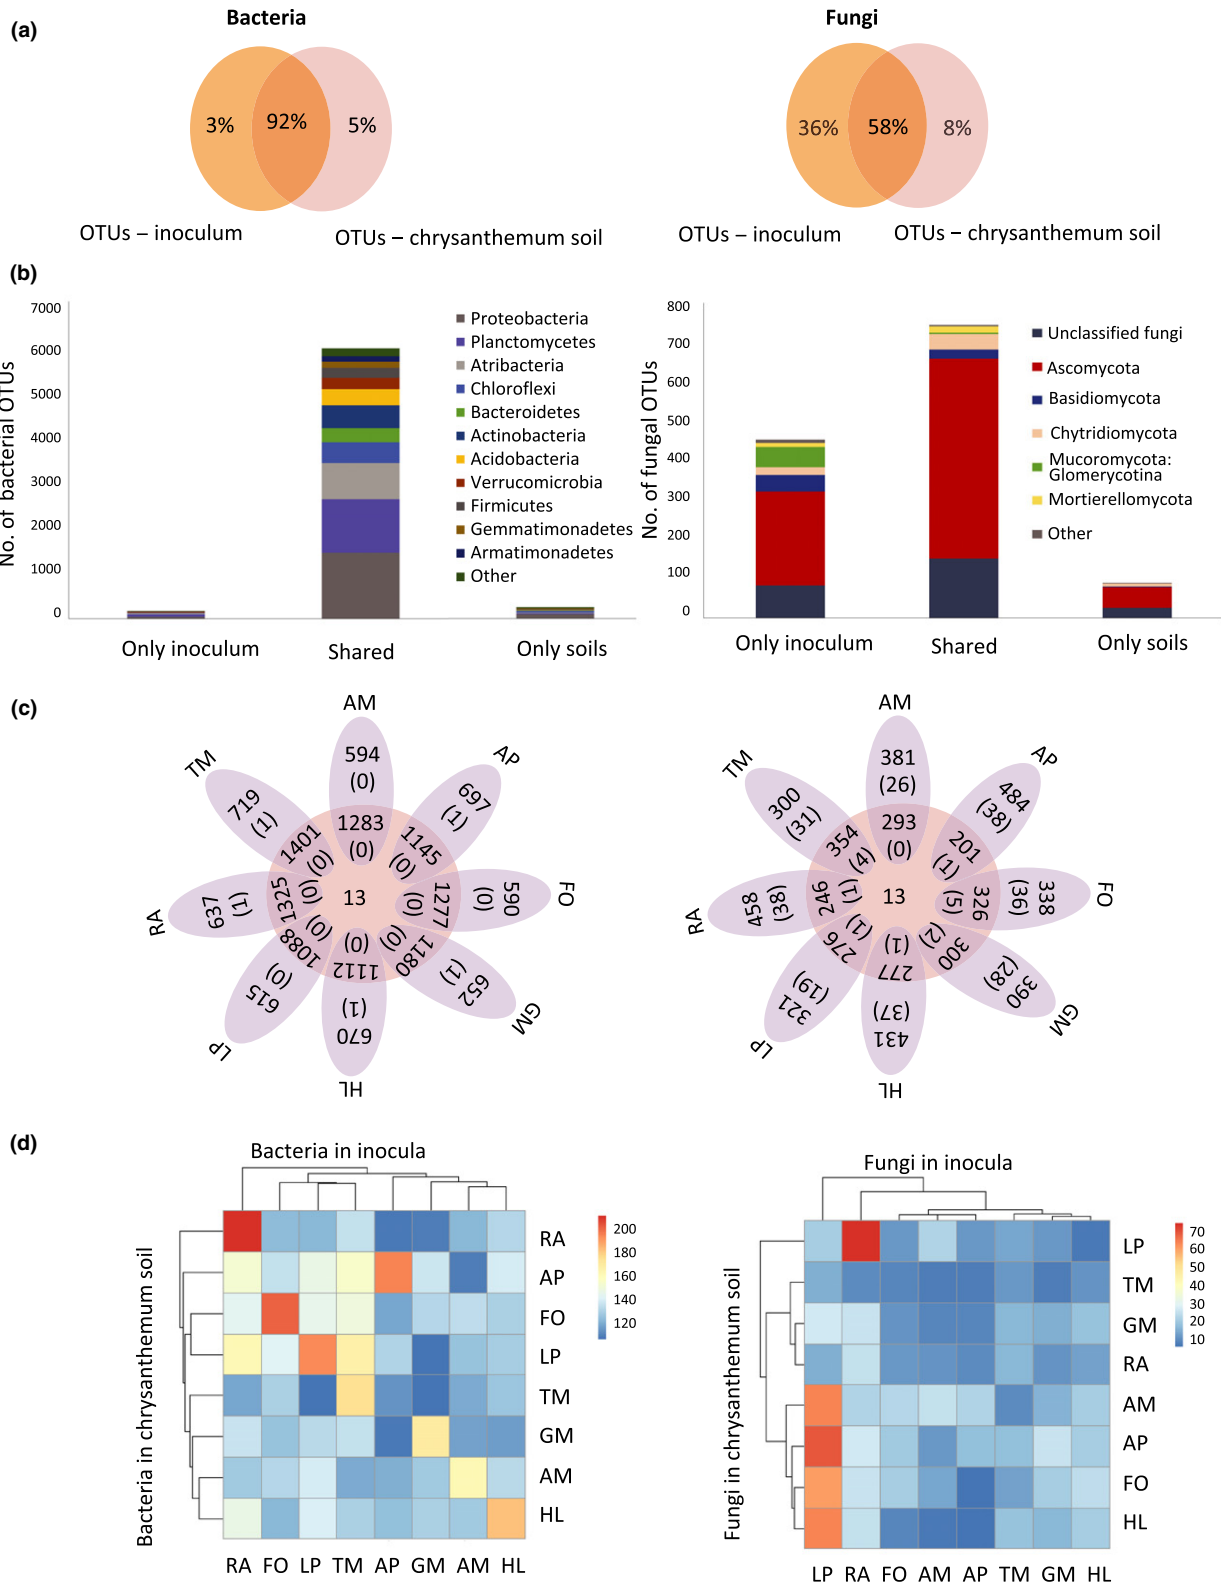 (a)
Bacteria
Fungi
3%
92%
5%
36%
58%
8%
OTUs – inoculum
OTUs – chrysanthemum soil
OTUs – inoculum
OTUs – chrysanthemum soil
(b)
No. of bacterial OTUs
7000
6000
5000
4000
3000
2000
1000
0
Only inoculum
Shared
Only soils
Proteobacteria
Planctomycetes
Atribacteria
Chloroflexi
Bacteroidetes
Actinobacteria
Acidobacteria
Verrucomicrobia
Firmicutes
Gemmatimonadetes
Armatimonadetes
Other
No. of fungal OTUs
800
700
600
500
400
300
200
100
0
Only inoculum
Shared
Only soils
Unclassified fungi
Ascomycota
Basidiomycota
Chytridiomycota
Mucoromycota:
Glomerycotina
Mortierellomycota
Other
(c)
AM
594
(0)
1283
(0)
AP
697
(1)
1145
(0)
FO
590
(0)
1277
(0)
GM
652
(1)
1180
(0)
HL
670
(1)
1112
(0)
LP
615
(0)
1088
(0)
RA
637
(1)
1325
(0)
TM
719
(1)
1401
(0)
13
AM
381
(26)
293
(0)
AP
484
(38)
201
(1)
FO
338
(36)
326
(5)
GM
390
(28)
300
(2)
HL
431
(37)
277
(1)
LP
321
(19)
276
(1)
RA
458
(38)
246
(1)
TM
300
(31)
354
(4)
13
(d)
Bacteria in inocula
Bacteria in chrysanthemum soil
RA
AP
FO
LP
TM
GM
AM
HL
RA FO LP TM AP GM AM HL
200
180
160
140
120
Fungi in inocula
Fungi in chrysanthemum soil
LP
TM
GM
RA
AM
AP
FO
HL
LP RA FO AM AP TM GM HL
70
60
50
40
30
20
10